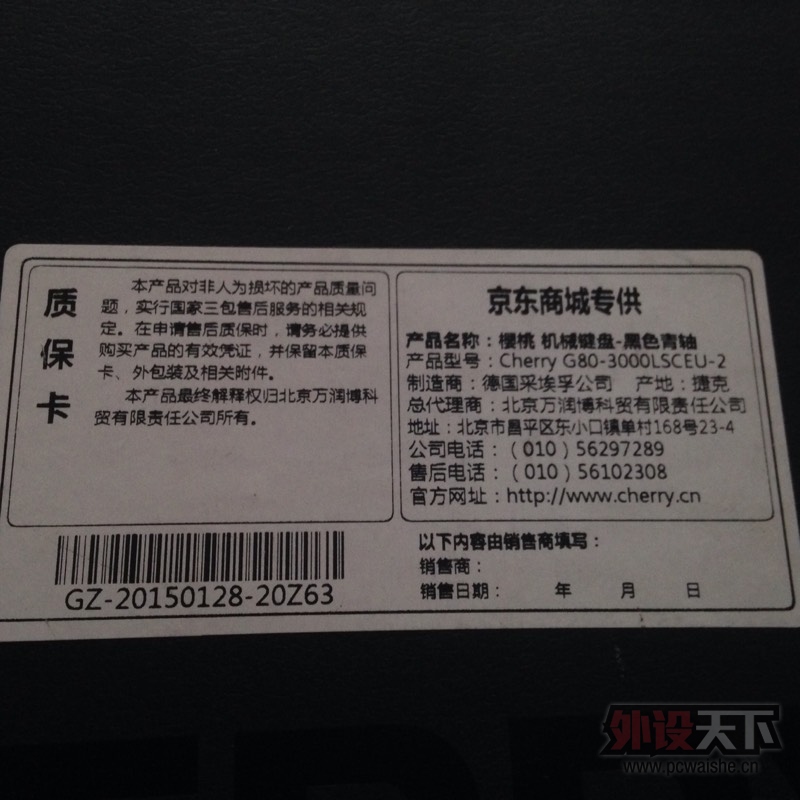 质保卡
本产品对非人为损坏的产品质量问
题，实行国家三包售后服务的相关规
定。在申请售后质保时，请务必提供
购买产品的有效凭证，并保留本质保
卡、外包装及相关附件。
本产品最终解释权归北京万润博科
贸有限责任公司所有。
京东商城专供
产品名称：樱桃 机械键盘-黑色青轴
产品型号：Cherry G80-3000LSCEU-2
制造商：德国采埃孚公司 产地：捷克
总代理商：北京万润博科贸有限责任公司
地址：北京市昌平区东小口镇单村168号23-4
公司电话：（010）56297289
售后电话：（010）56102308
官方网址：http://www.cherry.cn
GZ-20150128-20Z63
以下内容由销售商填写：
销售商：
销售日期： 年 月 日
外设天下
www.pcwaishe.cn